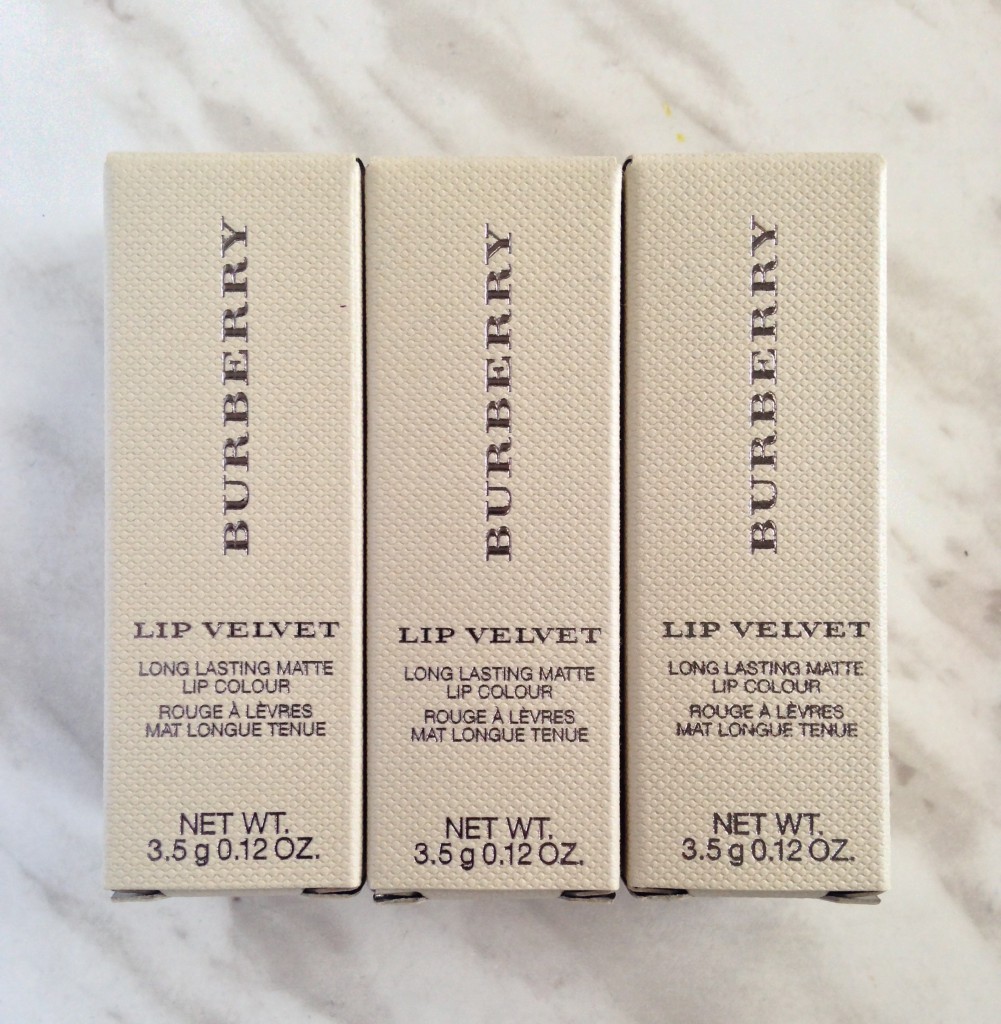 BURBERRY
LIP VELVET
LONG LASTING MATTE
LIP COLOUR
ROUGE À LÈVRES
MAT LONGUE TENUE
NET WT.
3.5 g 0.12 OZ.
BURBERRY
LIP VELVET
LONG LASTING MATTE
LIP COLOUR
ROUGE À LÈVRES
MAT LONGUE TENUE
NET WT.
3.5 g 0.12 OZ.
BURBERRY
LIP VELVET
LONG LASTING MATTE
LIP COLOUR
ROUGE À LÈVRES
MAT LONGUE TENUE
NET WT.
3.5 g 0.12 OZ.